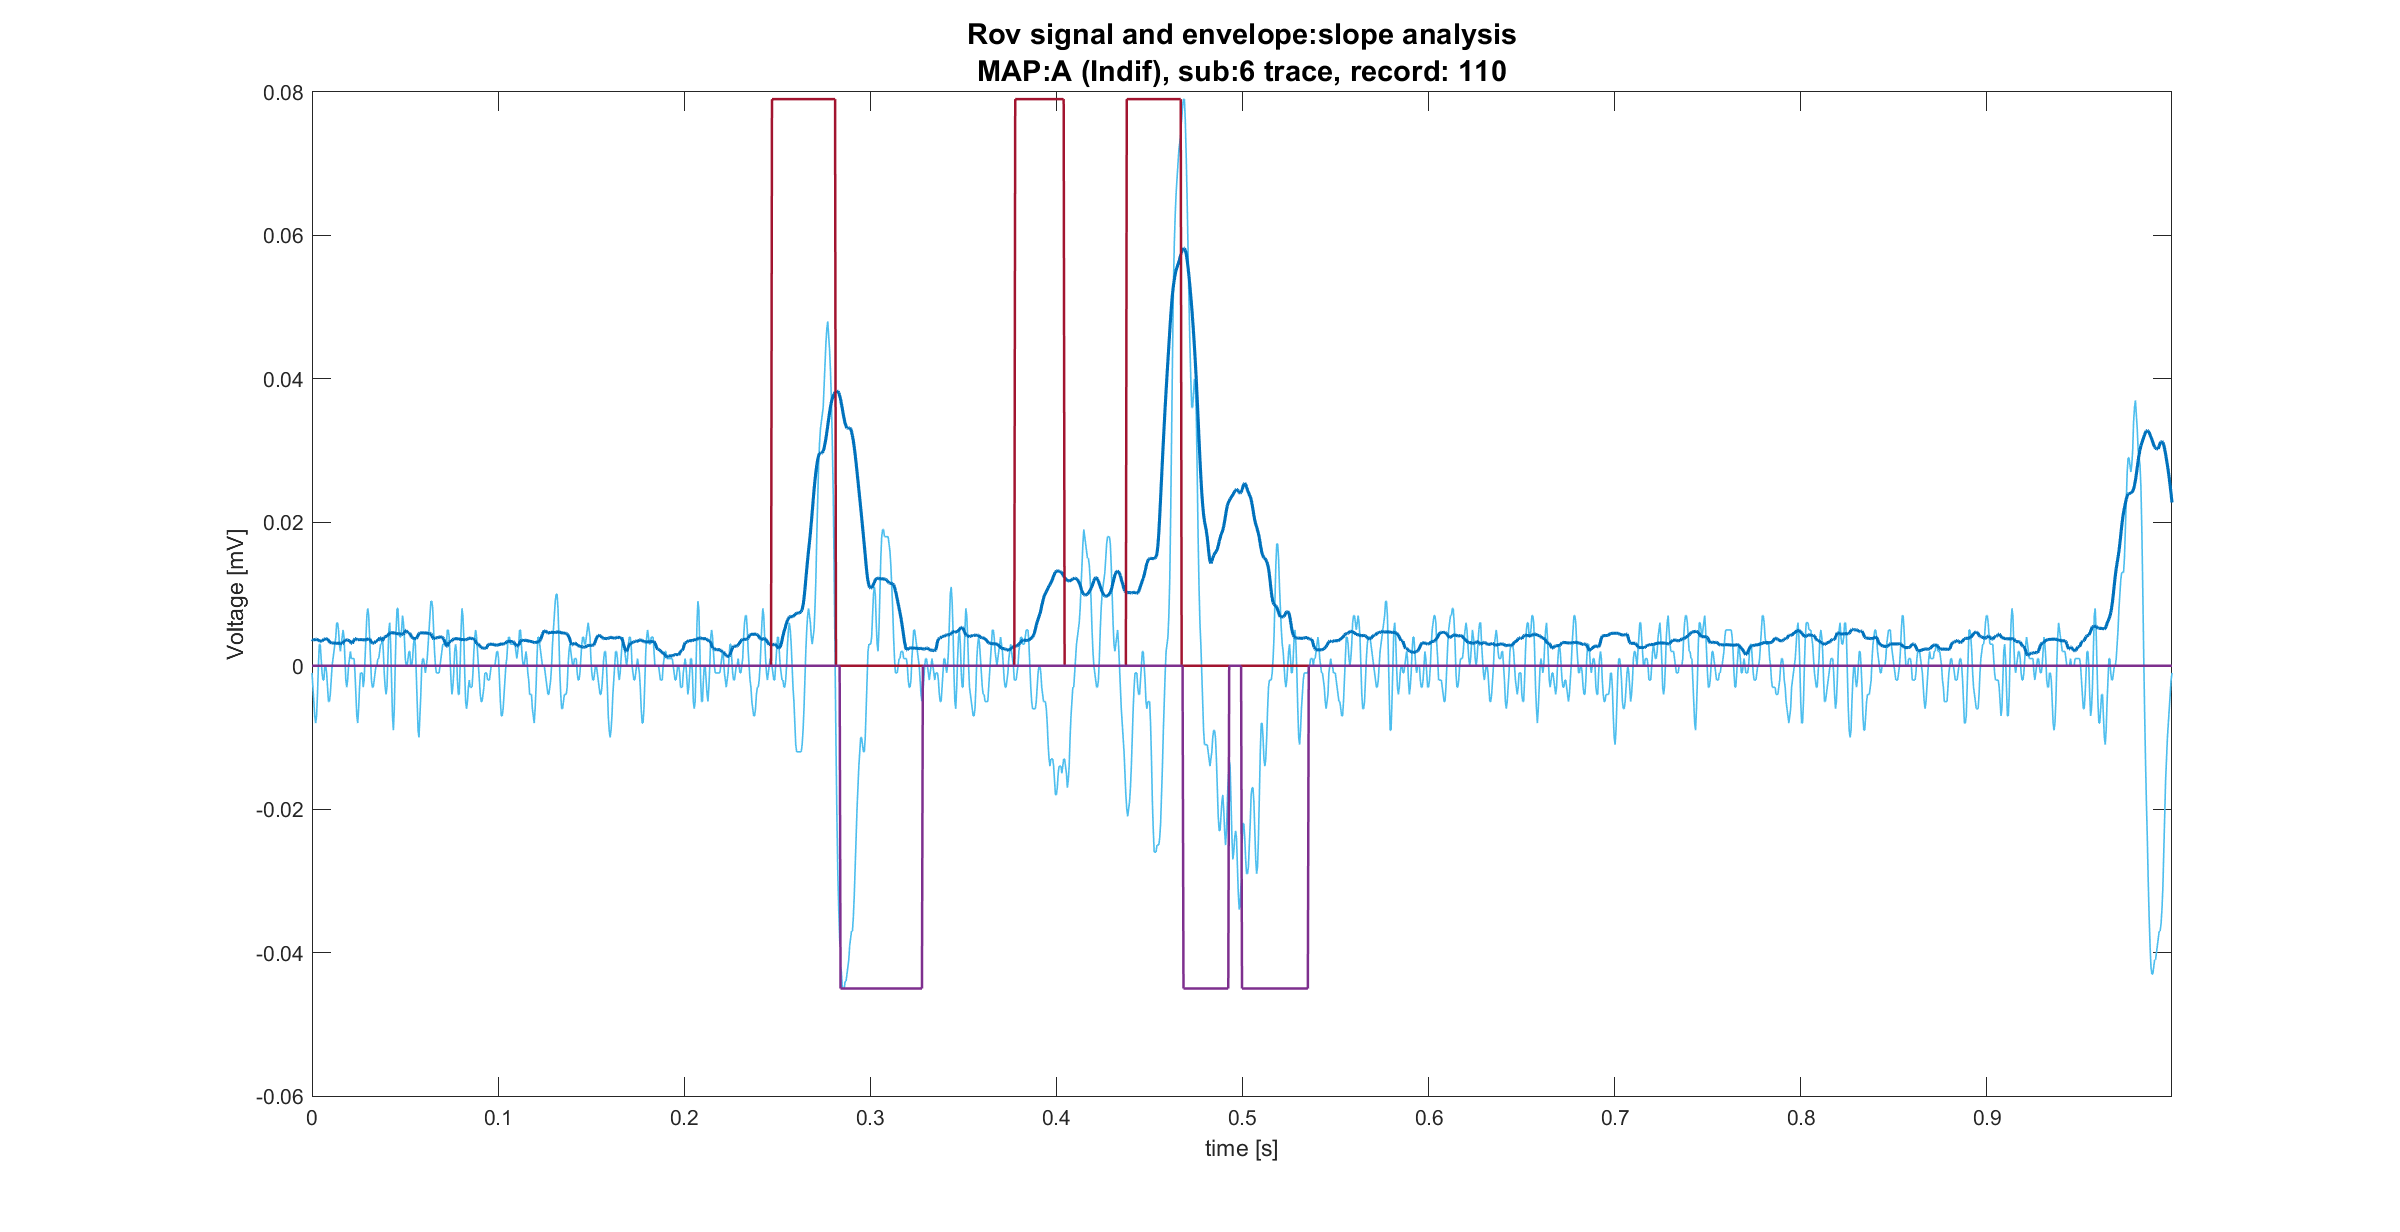 Rov signal and envelope:slope analysis
MAP:A (Indif), sub:6 trace, record: 110
0.08
0.06
0.04
0.02
0
-0.02
-0.04
-0.06
Voltage [mV]
0 0.1 0.2 0.3 0.4 0.5 0.6 0.7 0.8 0.9
time [s]